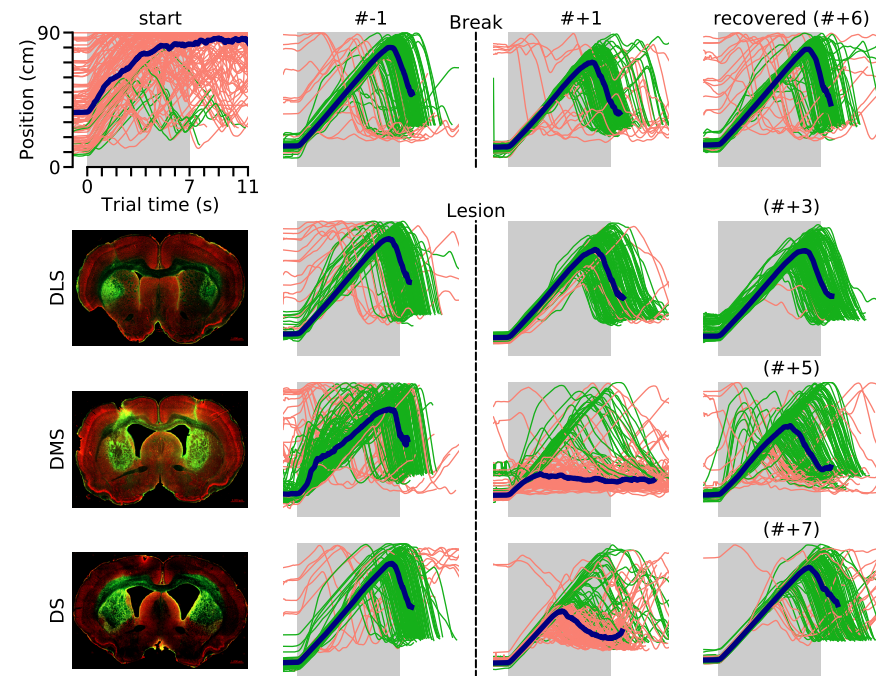 start
#-1
Break
#+1
recovered (#+6)
90
Position (cm)
0
0
7
11
Trial time (s)
Lesion
(#+3)
DLS
(#+5)
DMS
(#+7)
DS